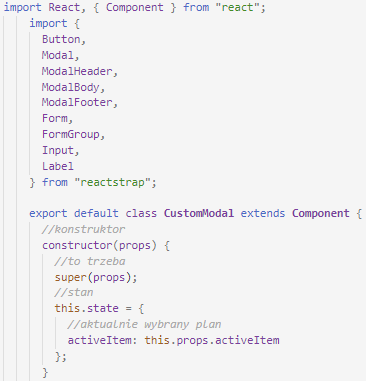 import React, { Component } from "react";
import {
Button,
Modal,
ModalHeader,
ModalBody,
ModalFooter,
Form,
FormGroup,
Input,
Label
} from "reactstrap";
export default class CustomModal extends Component {
//konstruktor
constructor(props) {
//to trzeba
super(props);
//stan
this.state = {
//aktualnie wybrany plan
activeItem: this.props.activeItem
};
}